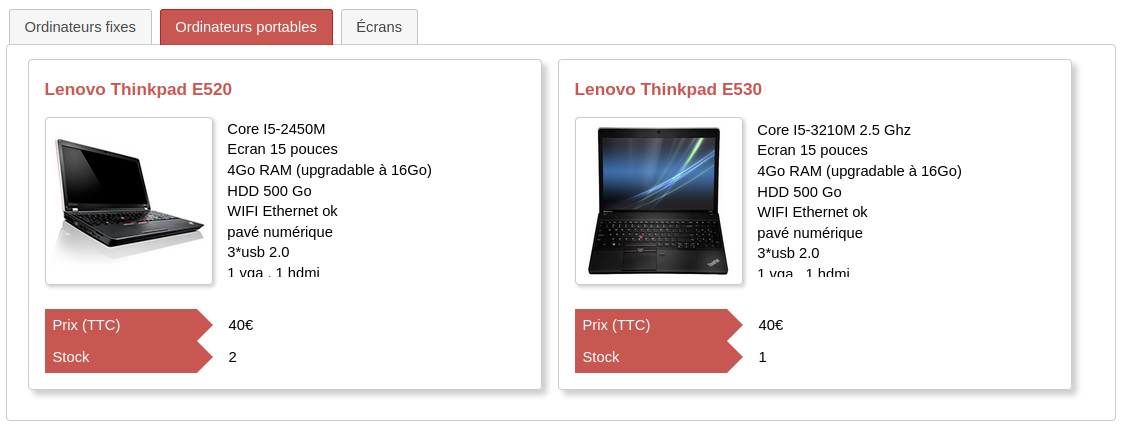 Ordinateurs fixes
Ordinateurs portables
Écrans
Lenovo Thinkpad E520
Core I5-2450M
Ecran 15 pouces
4Go RAM (upgradable à 16Go)
HDD 500 Go
WIFI Ethernet ok
pavé numérique
3*usb 2.0
1 vga , 1 hdmi
Prix (TTC) 40€
Stock 2
Lenovo Thinkpad E530
Core I5-3210M 2.5 Ghz
Ecran 15 pouces
4Go RAM (upgradable à 16Go)
HDD 500 Go
WIFI Ethernet ok
pavé numérique
3*usb 2.0
1 vga , 1 hdmi
Prix (TTC) 40€
Stock 1